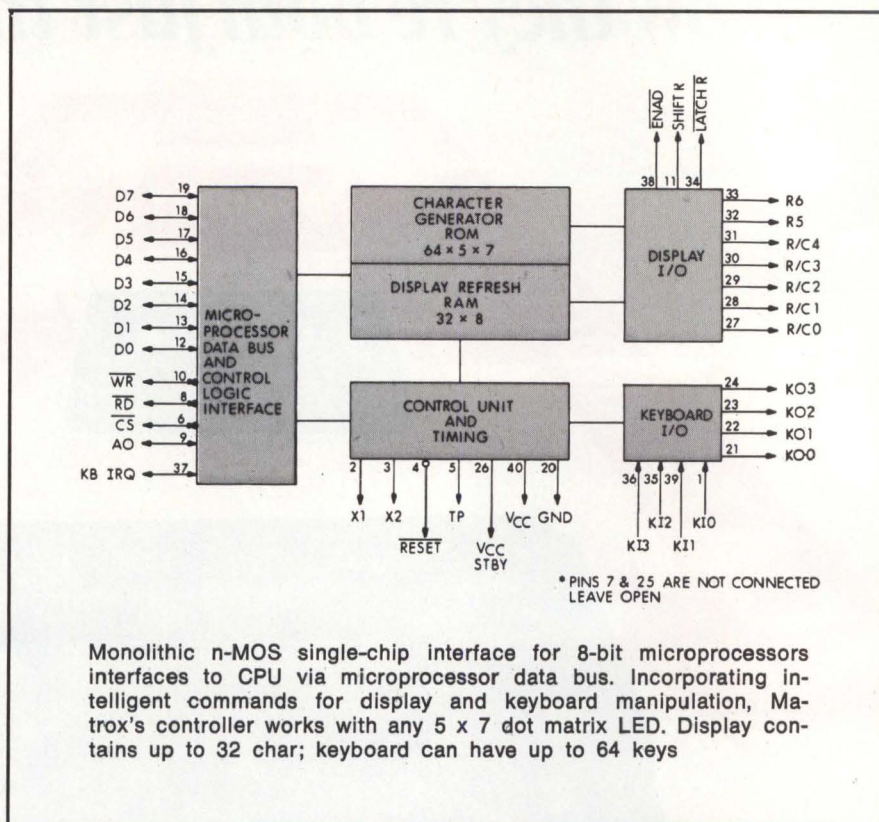 ENAD
SHIFT R
LATCH R
38 11 34
D7 19
D6 18
D5 17
D4 16
D3 15
D2 14
D1 13
D0 12
WR 10
RD 8
CS 6
AO 9
KB IRQ 37
MICRO-
PROCESSOR
DATA BUS
AND
CONTROL
LOGIC
INTERFACE
CHARACTER
GENERATOR
ROM
64 × 5 × 7
DISPLAY REFRESH
RAM
32 × 8
CONTROL UNIT
AND
TIMING
DISPLAY
I/O
33 R6
32 R5
31 R/C4
30 R/C3
29 R/C2
28 R/C1
27 R/C0
KEYBOARD
I/O
24 KO3
23 KO2
22 KO1
21 KO0
2 3 4 5 26 40 20
X1 X2 RESET TP VCC STBY VCC GND
36 35 39 1
KI3 KI2 KI1 KI0
• PINS 7 & 25 ARE NOT CONNECTED
LEAVE OPEN
Monolithic n-MOS single-chip interface for 8-bit microprocessors
interfaces to CPU via microprocessor data bus. Incorporating in-
telligent commands for display and keyboard manipulation, Ma-
trox's controller works with any 5 x 7 dot matrix LED. Display con-
tains up to 32 char; keyboard can have up to 64 keys